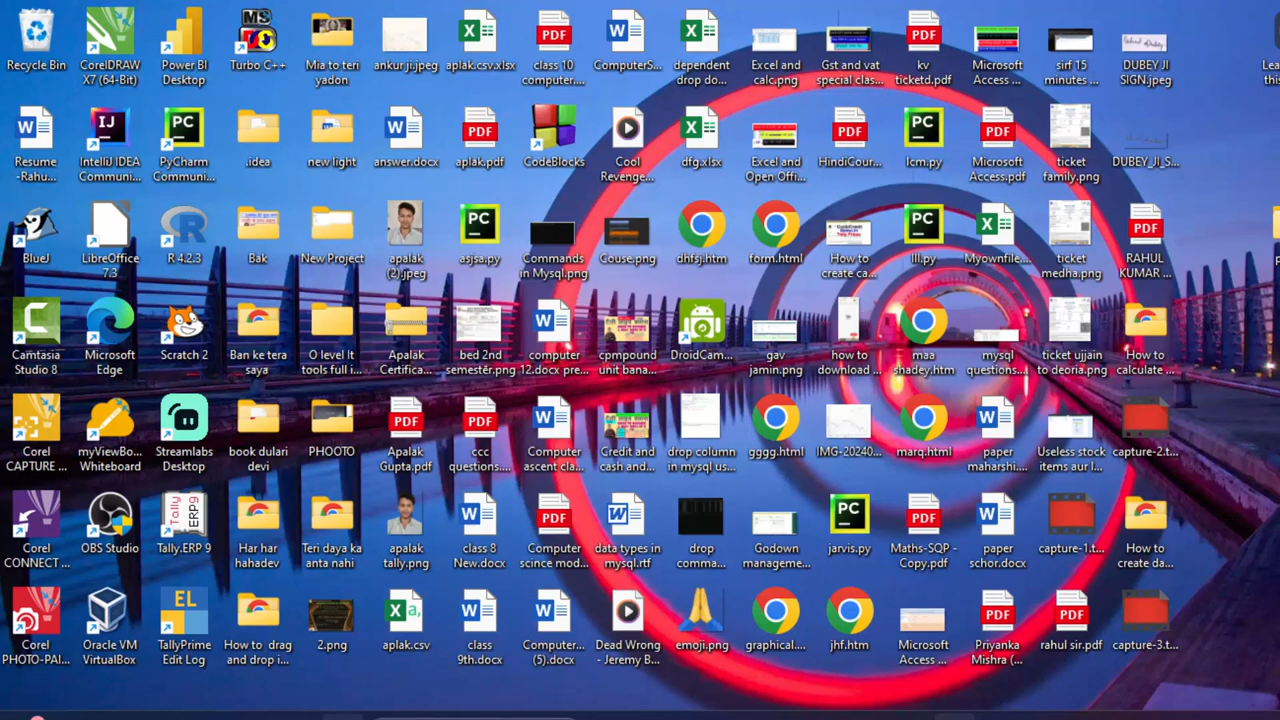 Recycle Bin
CorelDRAW
X7 (64-Bit)
Power BI
Desktop
Turbo C++
Mia to teri
yadon
ankur ji.jpeg
aplak.csv.xlsx
class 10
computer....
ComputerS...
dependent
drop do...
Excel and
calc.png
Gst and vat
special clas...
kv
ticketd.pdf
Microsoft
Access ...
sirf 15
minutes ...
DUBEY JI
SIGN.jpeg
Resume
-Rahu...
IntelliJ IDEA
Communi...
PyCharm
Communi...
.idea
new light
answer.docx
aplak.pdf
CodeBlocks
Cool
Revenge...
dfg.xlsx
Excel and
Open Offi...
HindiCour...
lcm.py
Microsoft
Access.pdf
ticket
family.png
DUBEY_JI_S...
BlueJ
LibreOffice
7.3
R 4.2.3
Bak
New Project
apalak
(2).jpeg
asjsa.py
Commands
in Mysql.png
Couse.png
dhfsj.htm
form.html
How to
create ca...
lll.py
Myownfile....
ticket
medha.png
RAHUL
KUMAR ...
Camtasia
Studio 8
Microsoft
Edge
Scratch 2
Ban ke tera
saya
O level It
tools full i...
Apalak
Certifica...
bed 2nd
semester.png
computer
12.docx pre...
cpmpound
unit bana...
DroidCam...
gav
jamin.png
how to
download ...
maa
shadey.htm
mysql
questions....
ticket ujjain
to deoria.png
How to
calculate ...
Corel
CAPTURE ...
myViewBo...
Whiteboard
Streamlabs
Desktop
book dulari
devi
PHOOTO
Apalak
Gupta.pdf
ccc
questions....
Computer
ascent cla...
Credit and
cash and...
drop column
in mysql us...
gggg.html
IMG-20240...
marq.html
paper
maharshi....
Useless stock
items aur l...
capture-2.t...
Corel
CONNECT ...
OBS Studio
Tally.ERP 9
Har har
hahadev
Teri daya ka
anta nahi
apalak
tally.png
class 8
New.docx
Computer
scince mod...
data types in
mysql.rtf
drop
comma...
Godown
manageme...
jarvis.py
Maths-SQP -
Copy.pdf
paper
schor.docx
capture-1.t...
How to
create da...
Corel
PHOTO-PAI...
Oracle VM
VirtualBox
TallyPrime
Edit Log
How to  drag
and drop i...
2.png
aplak.csv
class
9th.docx
Computer...
(5).docx
Dead Wrong
- Jeremy B...
emoji.png
graphical....
jhf.htm
Microsoft
Access ...
Priyanka
Mishra (...
rahul sir.pdf
capture-3.t...